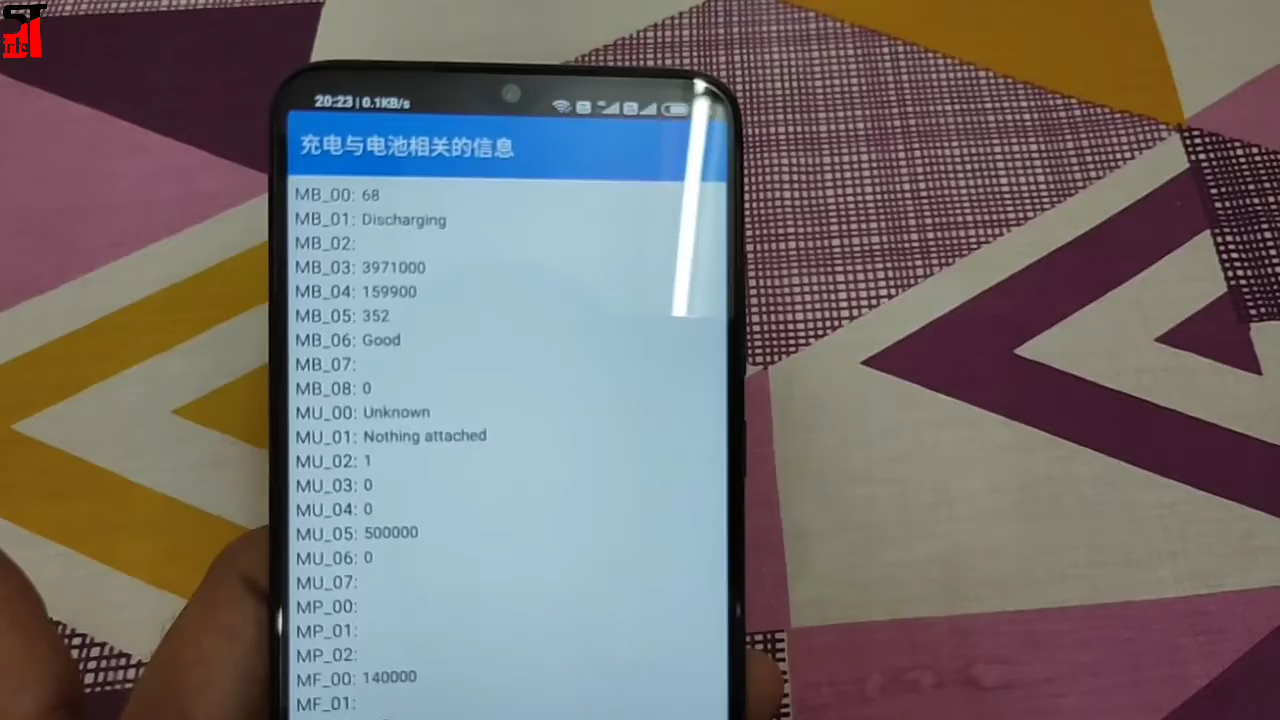 ST
info
20:23 | 0.1KB/s
充电与电池相关的信息
MB_00: 68
MB_01: Discharging
MB_02:
MB_03: 3971000
MB_04: 159900
MB_05: 352
MB_06: Good
MB_07:
MB_08: 0
MU_00: Unknown
MU_01: Nothing attached
MU_02: 1
MU_03: 0
MU_04: 0
MU_05: 500000
MU_06: 0
MU_07:
MP_00:
MP_01:
MP_02:
MF_00: 140000
MF_01: